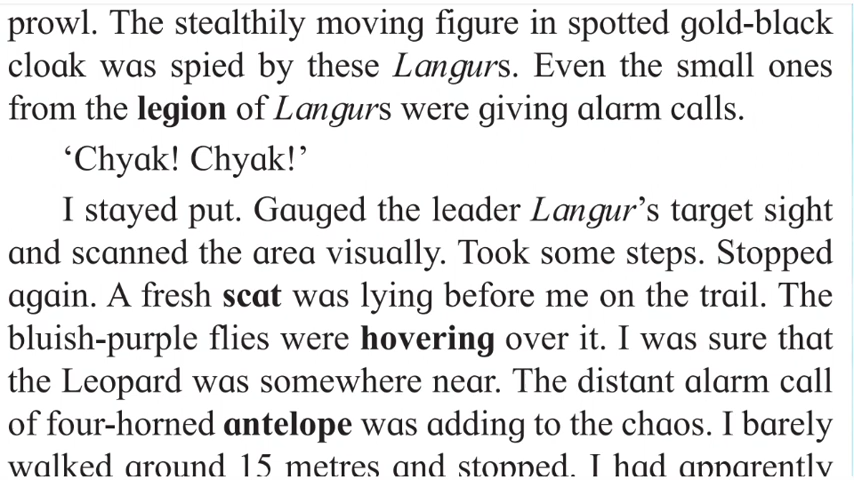 prowl. The stealthily moving figure in spotted gold-black
cloak was spied by these Langurs. Even the small ones
from the legion of Langurs were giving alarm calls.
‘Chyak! Chyak!’
I stayed put. Gauged the leader Langur’s target sight
and scanned the area visually. Took some steps. Stopped
again. A fresh scat was lying before me on the trail. The
bluish-purple flies were hovering over it. I was sure that
the Leopard was somewhere near. The distant alarm call
of four-horned antelope was adding to the chaos. I barely
walked around 15 metres and stopped. I had apparently